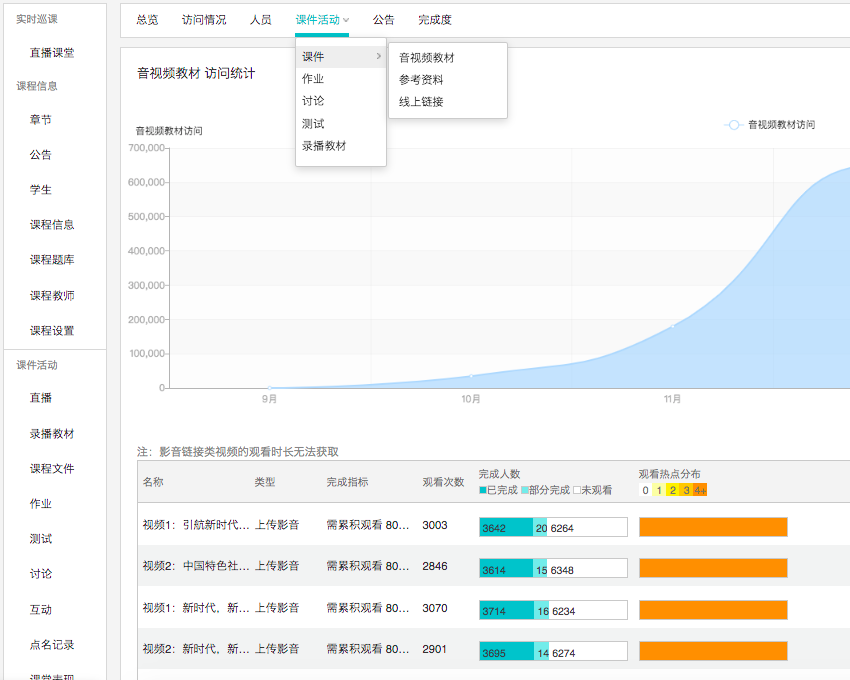 实时巡课
直播课堂
课程信息
章节
公告
学生
课程信息
课程题库
课程教师
课程设置
课件活动
直播
录播教材
课程文件
作业
测试
讨论
互动
点名记录
课堂表现
总览 访问情况 人员 课件活动 公告 完成度
课件
作业
讨论
测试
录播教材
音视频教材
参考资料
线上链接
音视频教材 访问统计
音视频教材访问
音视频教材访问
700,000
600,000
500,000
400,000
300,000
200,000
100,000
0
9月 10月 11月
注：影音链接类视频的观看时长无法获取
名称 类型 完成指标 观看次数 完成人数 观看热点分布
已完成 部分完成 未观看 0 1 2 3 4+
视频1：引航新时代... 上传影音 需累积观看 80... 3003 3642 20 6264
视频2：中国特色社... 上传影音 需累积观看 80... 2846 3614 15 6348
视频1：新时代，新... 上传影音 需累积观看 80... 3070 3714 16 6234
视频2：新时代，新... 上传影音 需累积观看 80... 2901 3695 14 6274